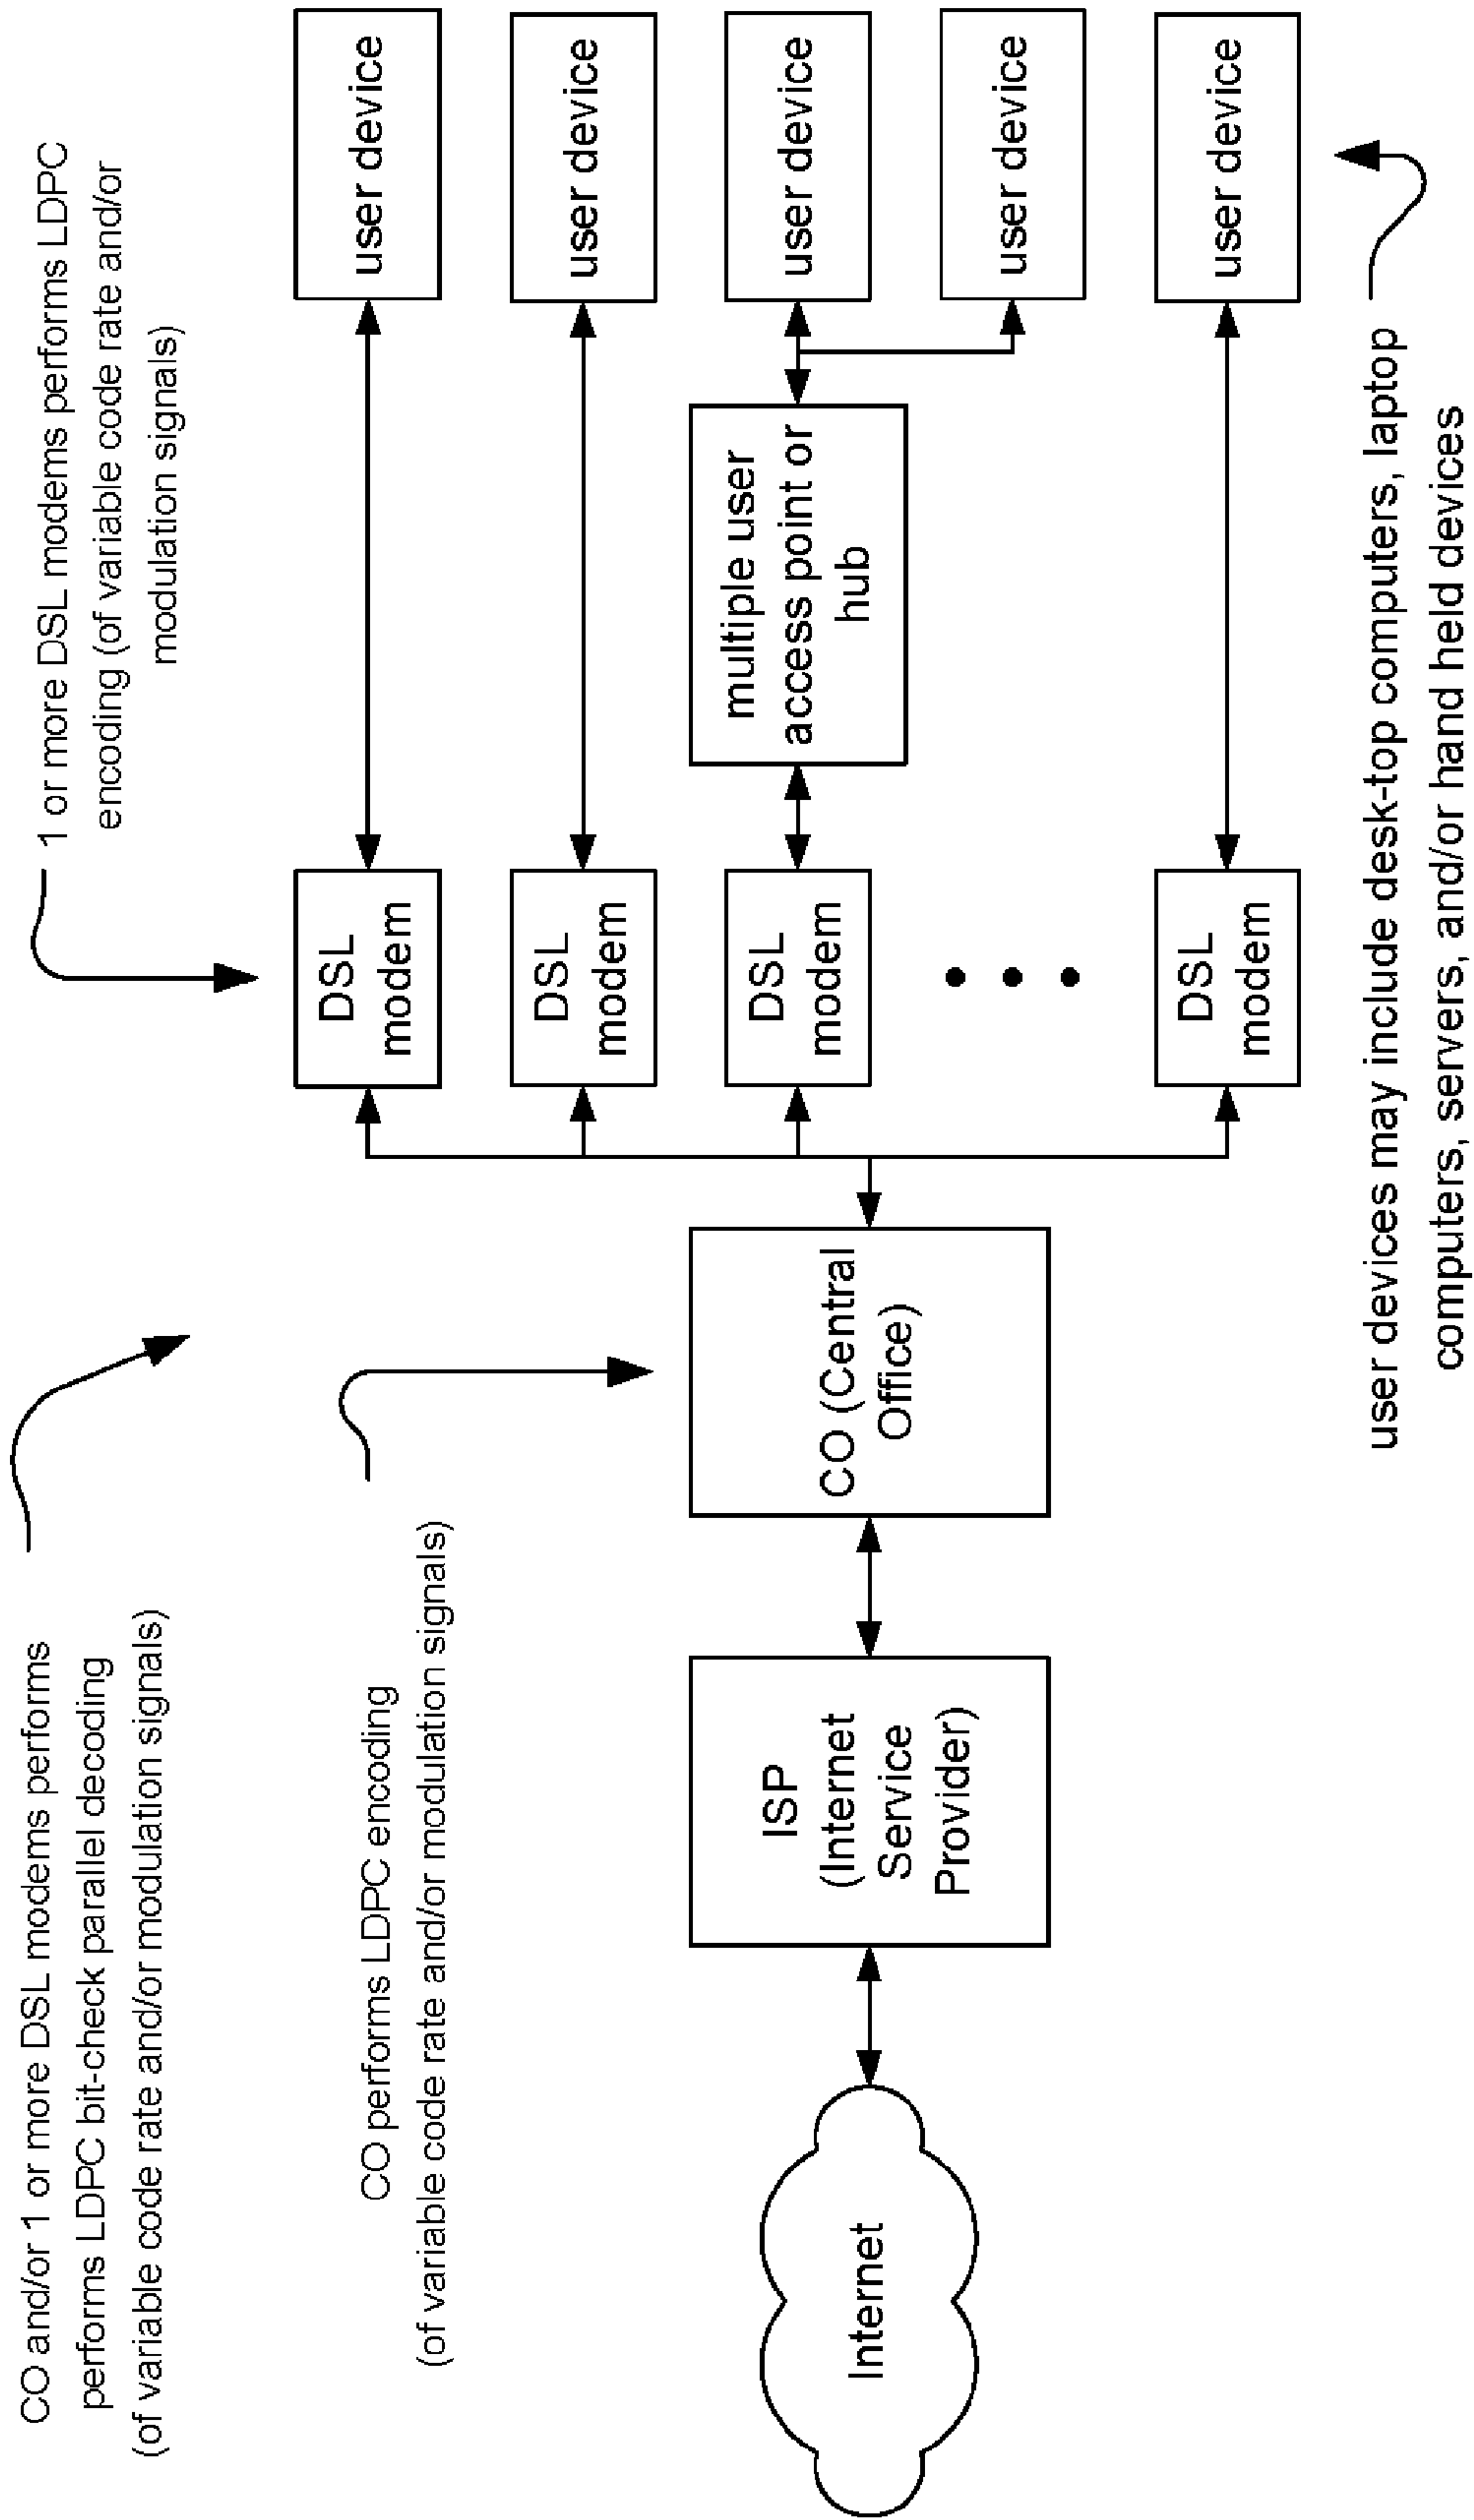 CO and/or 1 or more DSL modems performs
performs LDPC bit-check parallel decoding
(of variable code rate and/or modulation signals)
1 or more DSL modems performs LDPC
encoding (of variable code rate and/or
modulation signals)
CO performs LDPC encoding
(of variable code rate and/or modulation signals)
Internet
ISP
(Internet
Service
Provider)
CO (Central
Office)
DSL
modem
user device
DSL
modem
user device
DSL
modem
multiple user
access point or
hub
user device
user device
DSL
modem
user device
user devices may include desk-top computers, laptop
computers, servers, and/or hand held devices